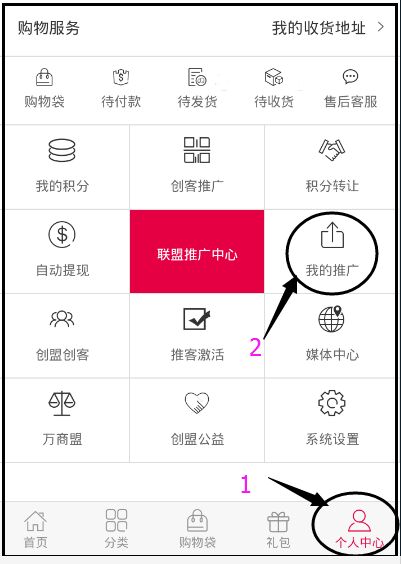 购物服务 我的收货地址 >
购物袋 待付款 待发货 待收货 售后客服
我的积分 创客推广 积分转让
自动提现 联盟推广中心 我的推广
2
创盟创客 推客激活 媒体中心
万商盟 创盟公益 系统设置
1
首页 分类 购物袋 礼包 个人中心